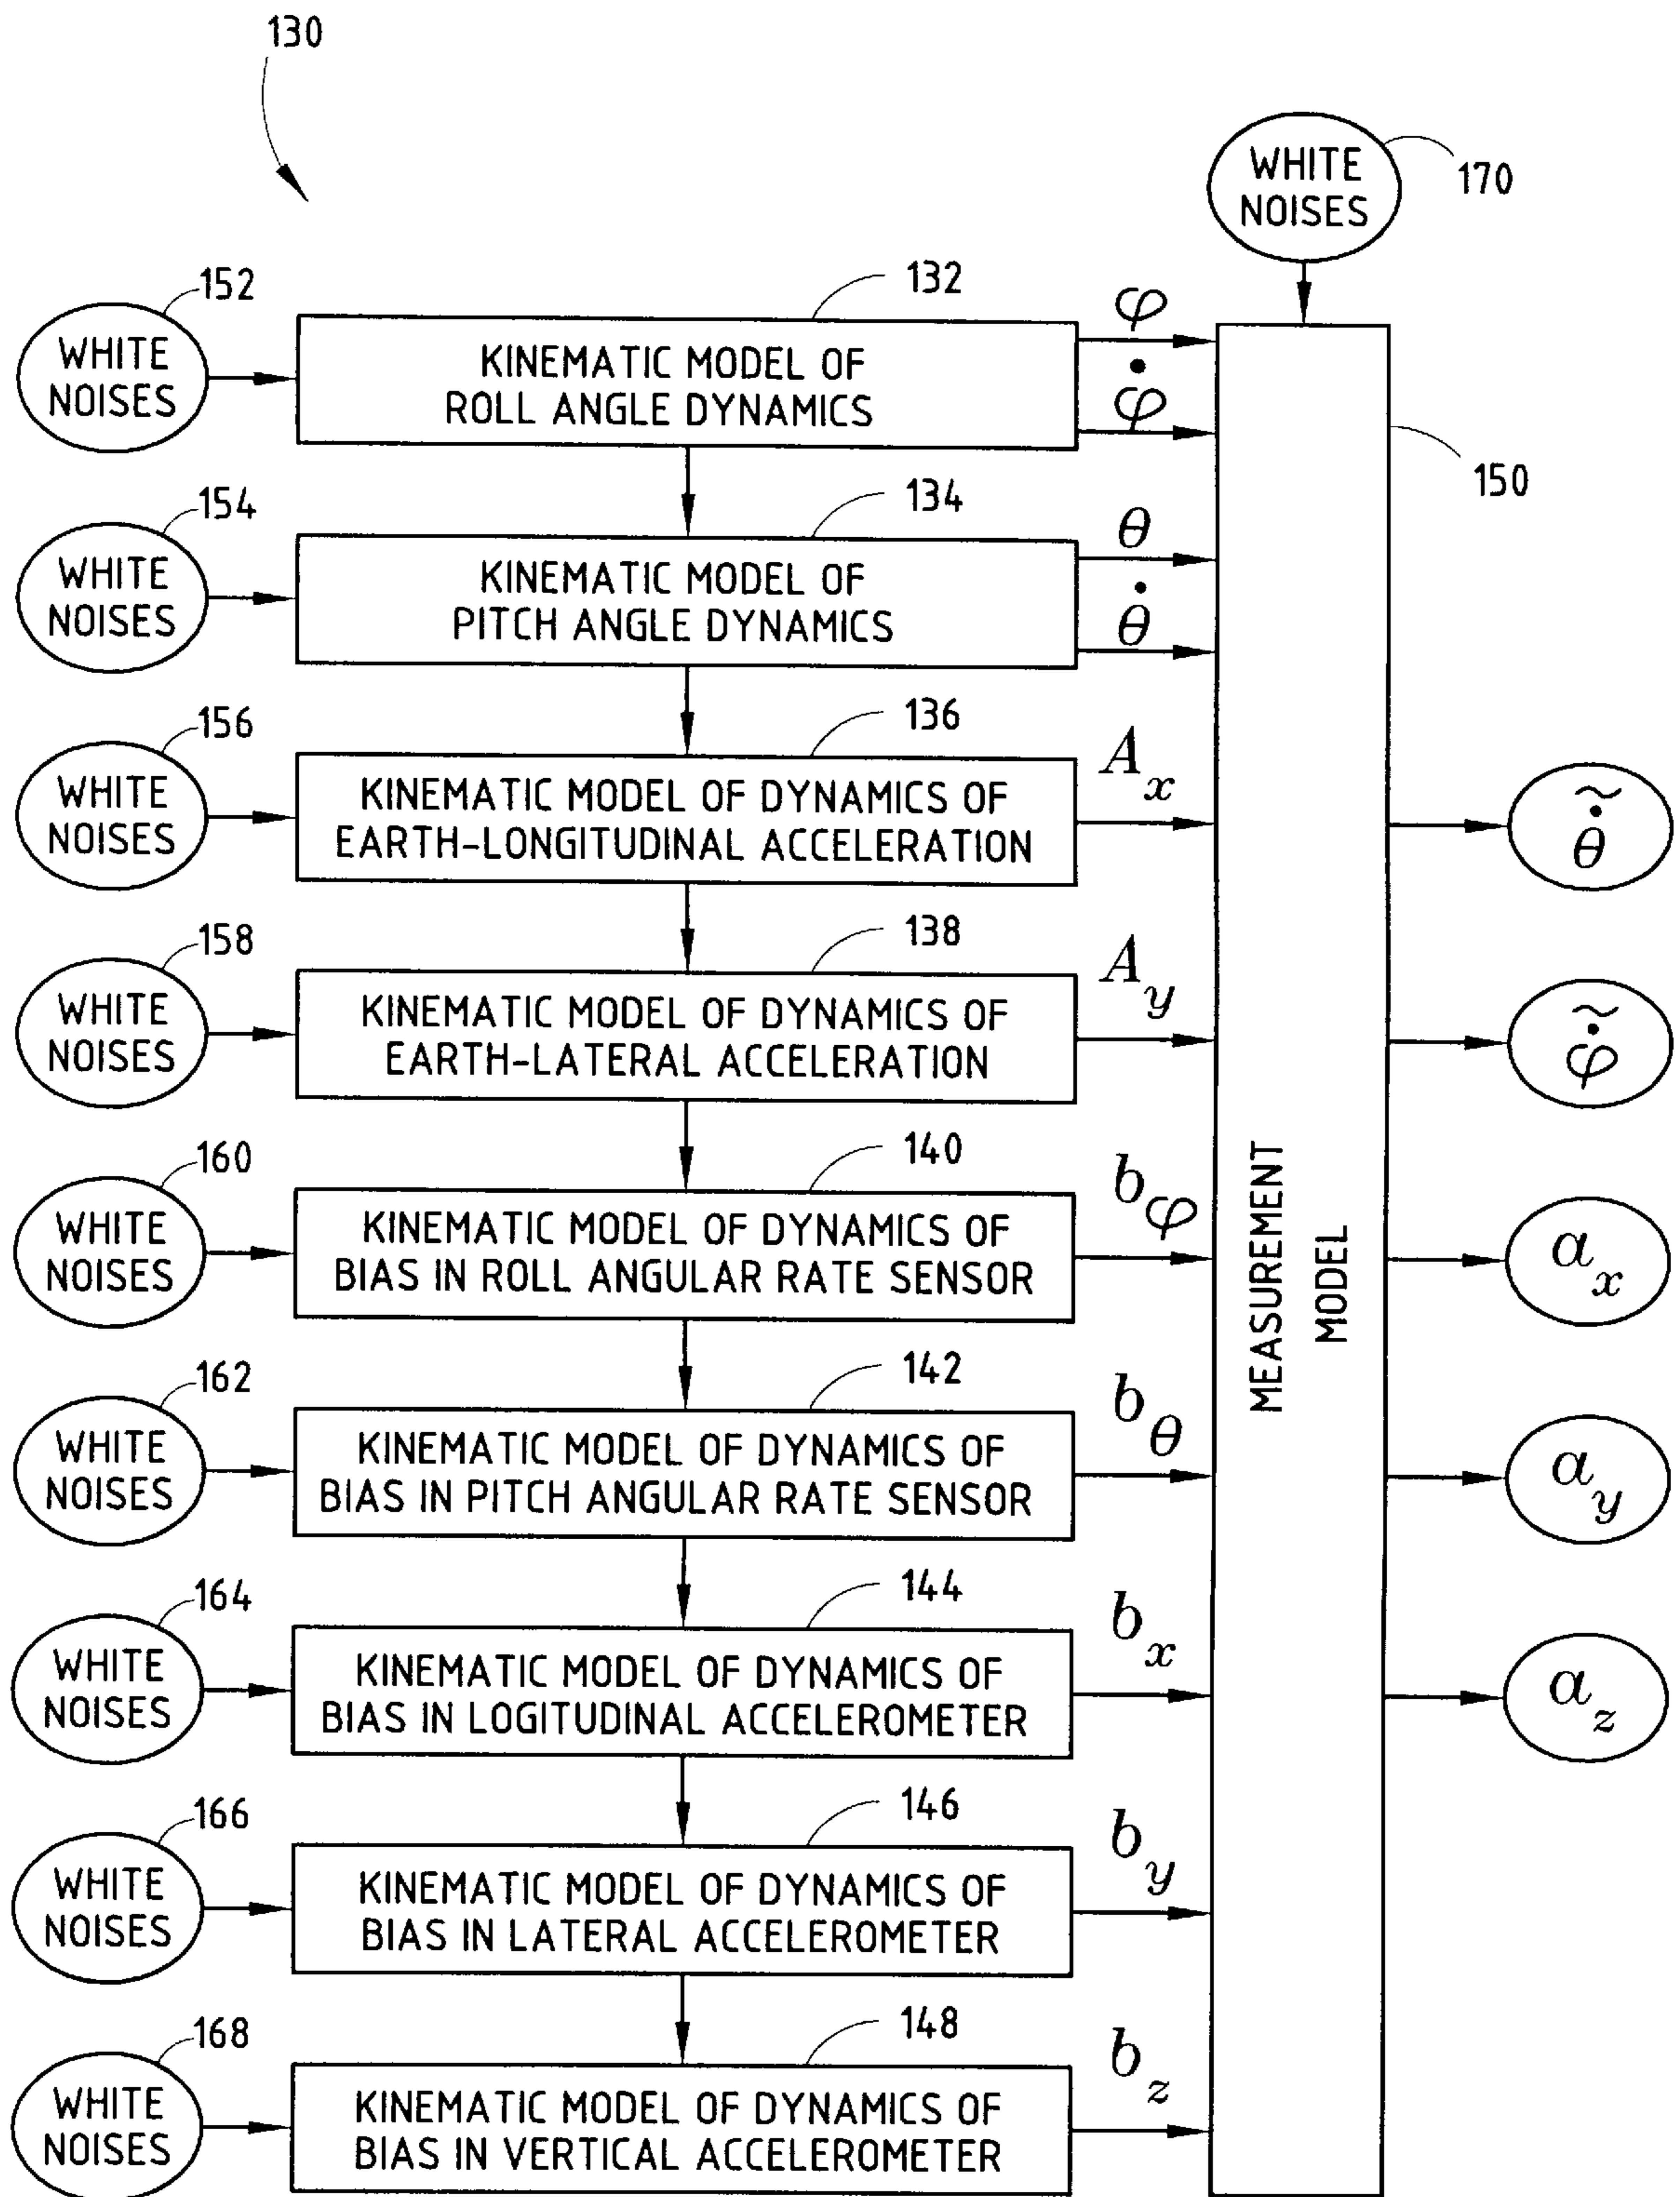 130
WHITE
NOISES
170
152
WHITE
NOISES
132
KINEMATIC MODEL OF
ROLL ANGLE DYNAMICS
φ
φ̇
150
154
WHITE
NOISES
134
KINEMATIC MODEL OF
PITCH ANGLE DYNAMICS
θ
θ̇
156
WHITE
NOISES
136
KINEMATIC MODEL OF DYNAMICS OF
EARTH-LONGITUDINAL ACCELERATION
A_x
158
WHITE
NOISES
138
KINEMATIC MODEL OF DYNAMICS OF
EARTH-LATERAL ACCELERATION
A_y
160
WHITE
NOISES
140
KINEMATIC MODEL OF DYNAMICS OF
BIAS IN ROLL ANGULAR RATE SENSOR
b_φ
162
WHITE
NOISES
142
KINEMATIC MODEL OF DYNAMICS OF
BIAS IN PITCH ANGULAR RATE SENSOR
b_θ
164
WHITE
NOISES
144
KINEMATIC MODEL OF DYNAMICS OF
BIAS IN LOGITUDINAL ACCELEROMETER
b_x
166
WHITE
NOISES
146
KINEMATIC MODEL OF DYNAMICS OF
BIAS IN LATERAL ACCELEROMETER
b_y
168
WHITE
NOISES
148
KINEMATIC MODEL OF DYNAMICS OF
BIAS IN VERTICAL ACCELEROMETER
b_z
MEASUREMENT
MODEL
θ̇̃
φ̇̃
a_x
a_y
a_z